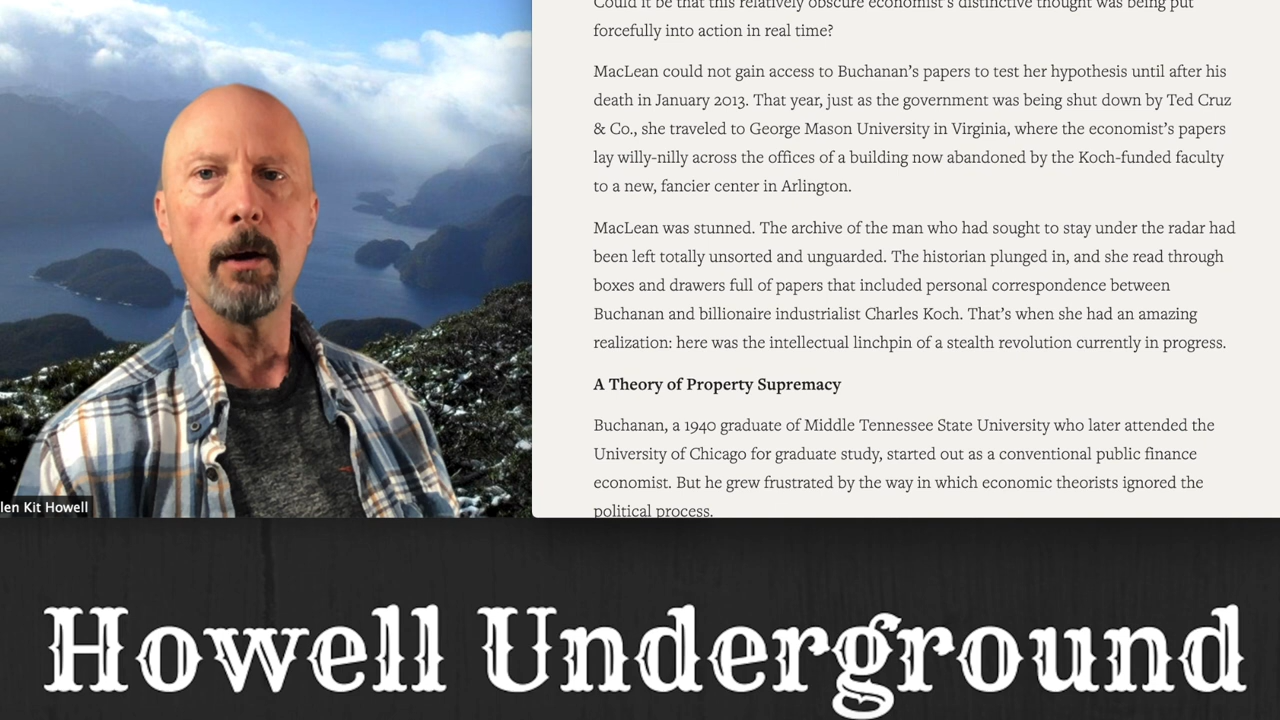 Could it be that this relatively obscure economist's distinctive thought was being put
forcefully into action in real time?
MacLean could not gain access to Buchanan's papers to test her hypothesis until after his
death in January 2013. That year, just as the government was being shut down by Ted Cruz
& Co., she traveled to George Mason University in Virginia, where the economist's papers
lay willy-nilly across the offices of a building now abandoned by the Koch-funded faculty
to a new, fancier center in Arlington.
MacLean was stunned. The archive of the man who had sought to stay under the radar had
been left totally unsorted and unguarded. The historian plunged in, and she read through
boxes and drawers full of papers that included personal correspondence between
Buchanan and billionaire industrialist Charles Koch. That's when she had an amazing
realization: here was the intellectual linchpin of a stealth revolution currently in progress.
A Theory of Property Supremacy
Buchanan, a 1940 graduate of Middle Tennessee State University who later attended the
University of Chicago for graduate study, started out as a conventional public finance
economist. But he grew frustrated by the way in which economic theorists ignored the
political process.
len Kit Howell
Howell Underground